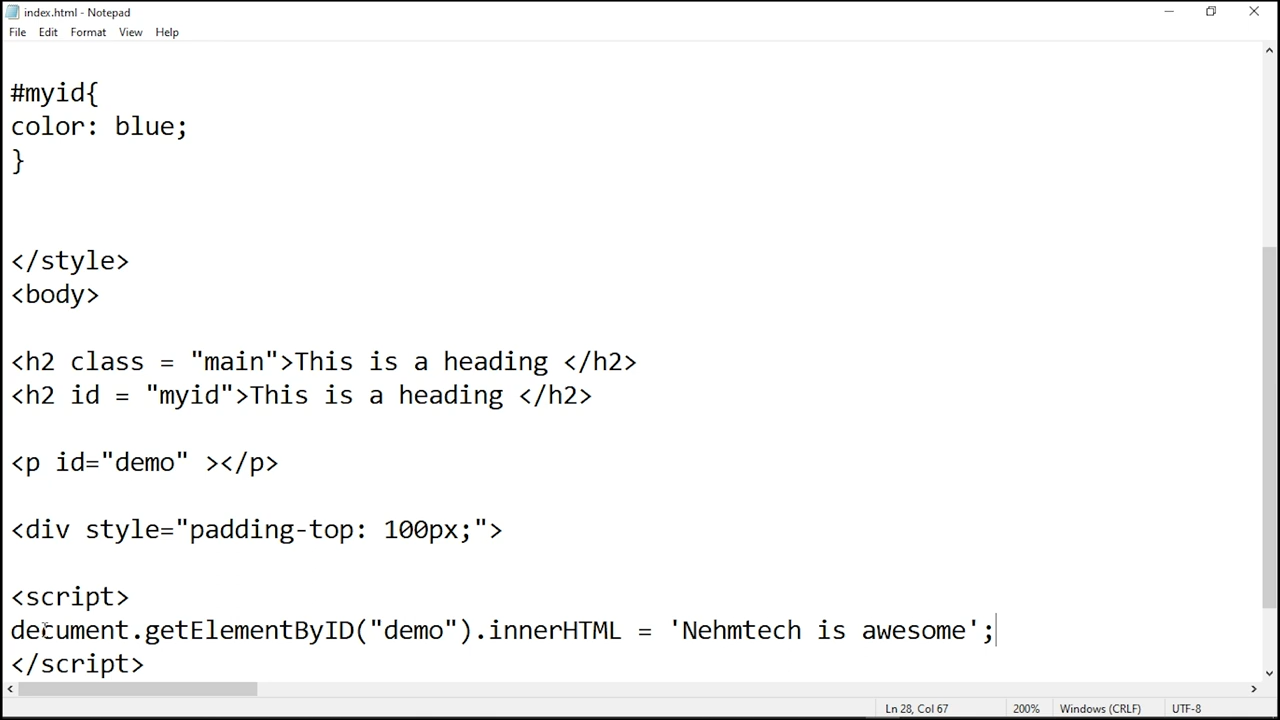 index.html - Notepad
File Edit Format View Help
#myid{
color: blue;
}
</style>
<body>
<h2 class = "main">This is a heading </h2>
<h2 id = "myid">This is a heading </h2>
<p id="demo" ></p>
<div style="padding-top: 100px;">
<script>
document.getElementByID("demo").innerHTML = 'Nehmtech is awesome';
</script>
Ln 28, Col 67 200% Windows (CRLF) UTF-8